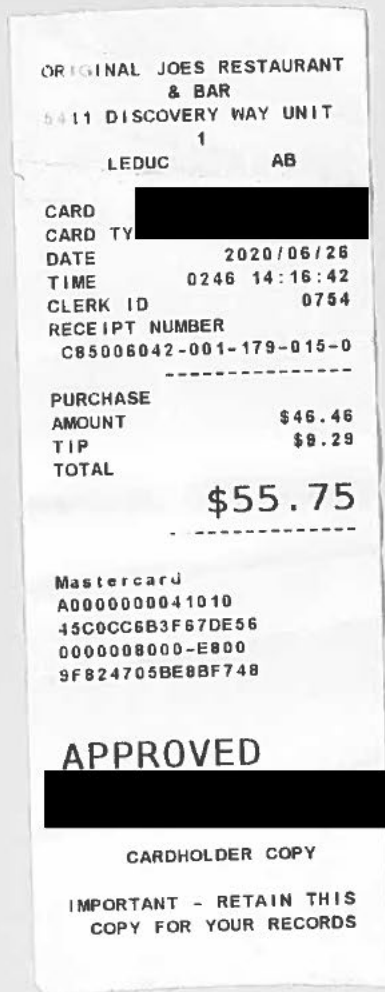 ORIGINAL JOES RESTAURANT
& BAR
5411 DISCOVERY WAY UNIT
1
LEDUC AB
CARD
CARD TY
DATE 2020/06/26
TIME 0246 14:16:42
CLERK ID 0754
RECEIPT NUMBER
C85006042-001-179-015-0
----------------
PURCHASE
AMOUNT $46.46
TIP $9.29
TOTAL
$55.75
- --------------
Mastercard
A0000000041010
45C0CC6B3F67DE56
0000008000-E800
9F824705BE8BF748
APPROVED
CARDHOLDER COPY
IMPORTANT - RETAIN THIS
COPY FOR YOUR RECORDS